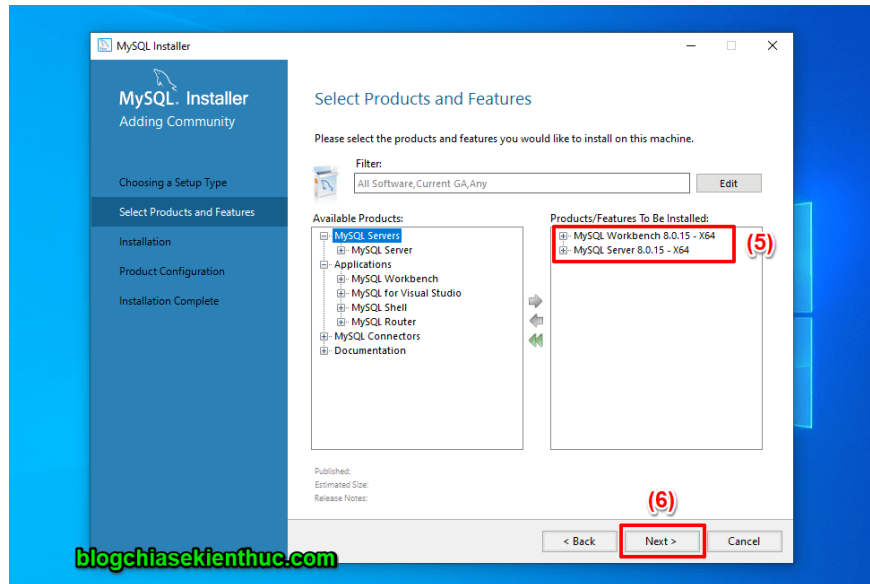 MySQL Installer
MySQL. Installer
Adding Community
Choosing a Setup Type
Select Products and Features
Installation
Product Configuration
Installation Complete
Select Products and Features
Please select the products and features you would like to install on this machine.
Filter:
All Software,Current GA,Any
Edit
Available Products:
MySQL Servers
MySQL Server
Applications
MySQL Workbench
MySQL for Visual Studio
MySQL Shell
MySQL Router
MySQL Connectors
Documentation
Products/Features To Be Installed:
MySQL Workbench 8.0.15 - X64
MySQL Server 8.0.15 - X64
(5)
Published:
Estimated Size:
Release Notes:
(6)
< Back
Next >
Cancel
blogchiasekienthuc.com